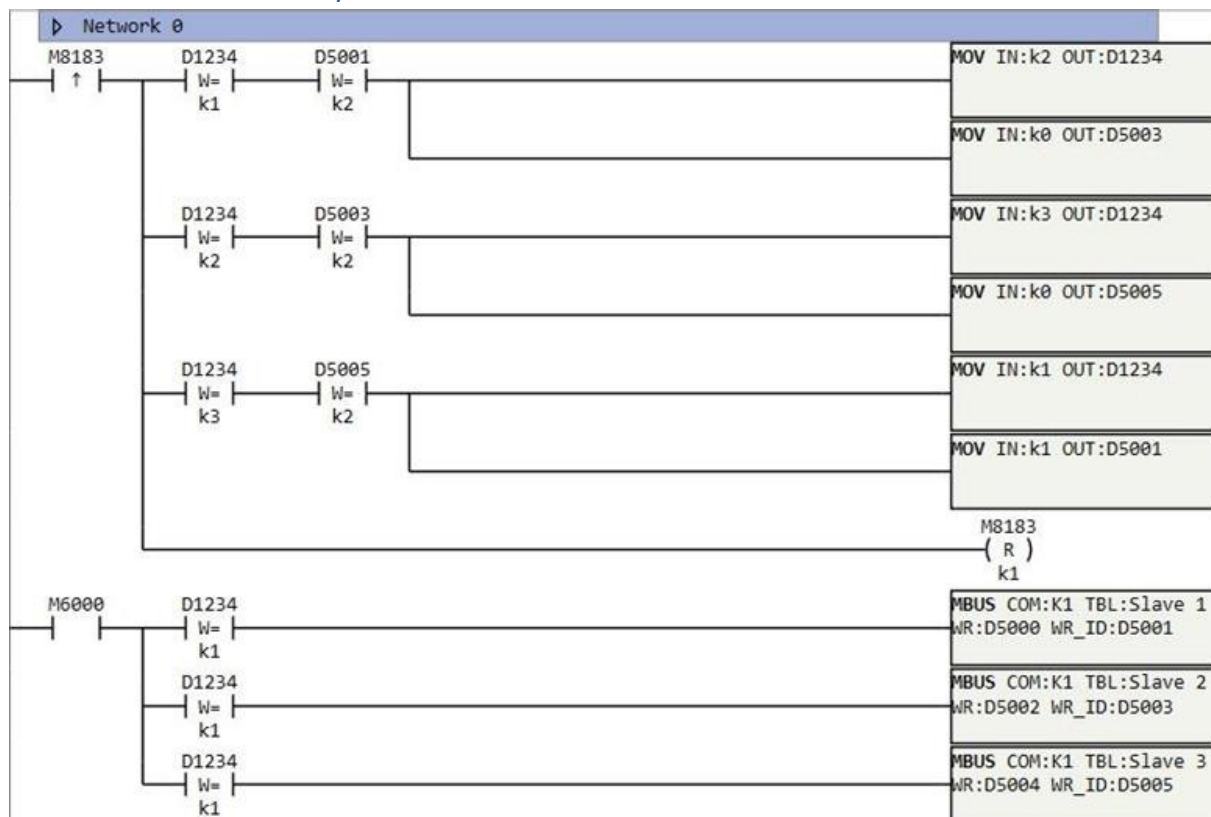 Network 0
M8183 D1234 D5001 MOV IN:k2 OUT:D1234
↑ W= W=
k1 k2
MOV IN:k0 OUT:D5003
D1234 D5003 MOV IN:k3 OUT:D1234
W= W=
k2 k2
MOV IN:k0 OUT:D5005
D1234 D5005 MOV IN:k1 OUT:D1234
W= W=
k3 k2
MOV IN:k1 OUT:D5001
M8183
( R )
k1
M6000 D1234 MBUS COM:K1 TBL:Slave 1
W= WR:D5000 WR_ID:D5001
k1
D1234 MBUS COM:K1 TBL:Slave 2
W= WR:D5002 WR_ID:D5003
k1
D1234 MBUS COM:K1 TBL:Slave 3
W= WR:D5004 WR_ID:D5005
k1